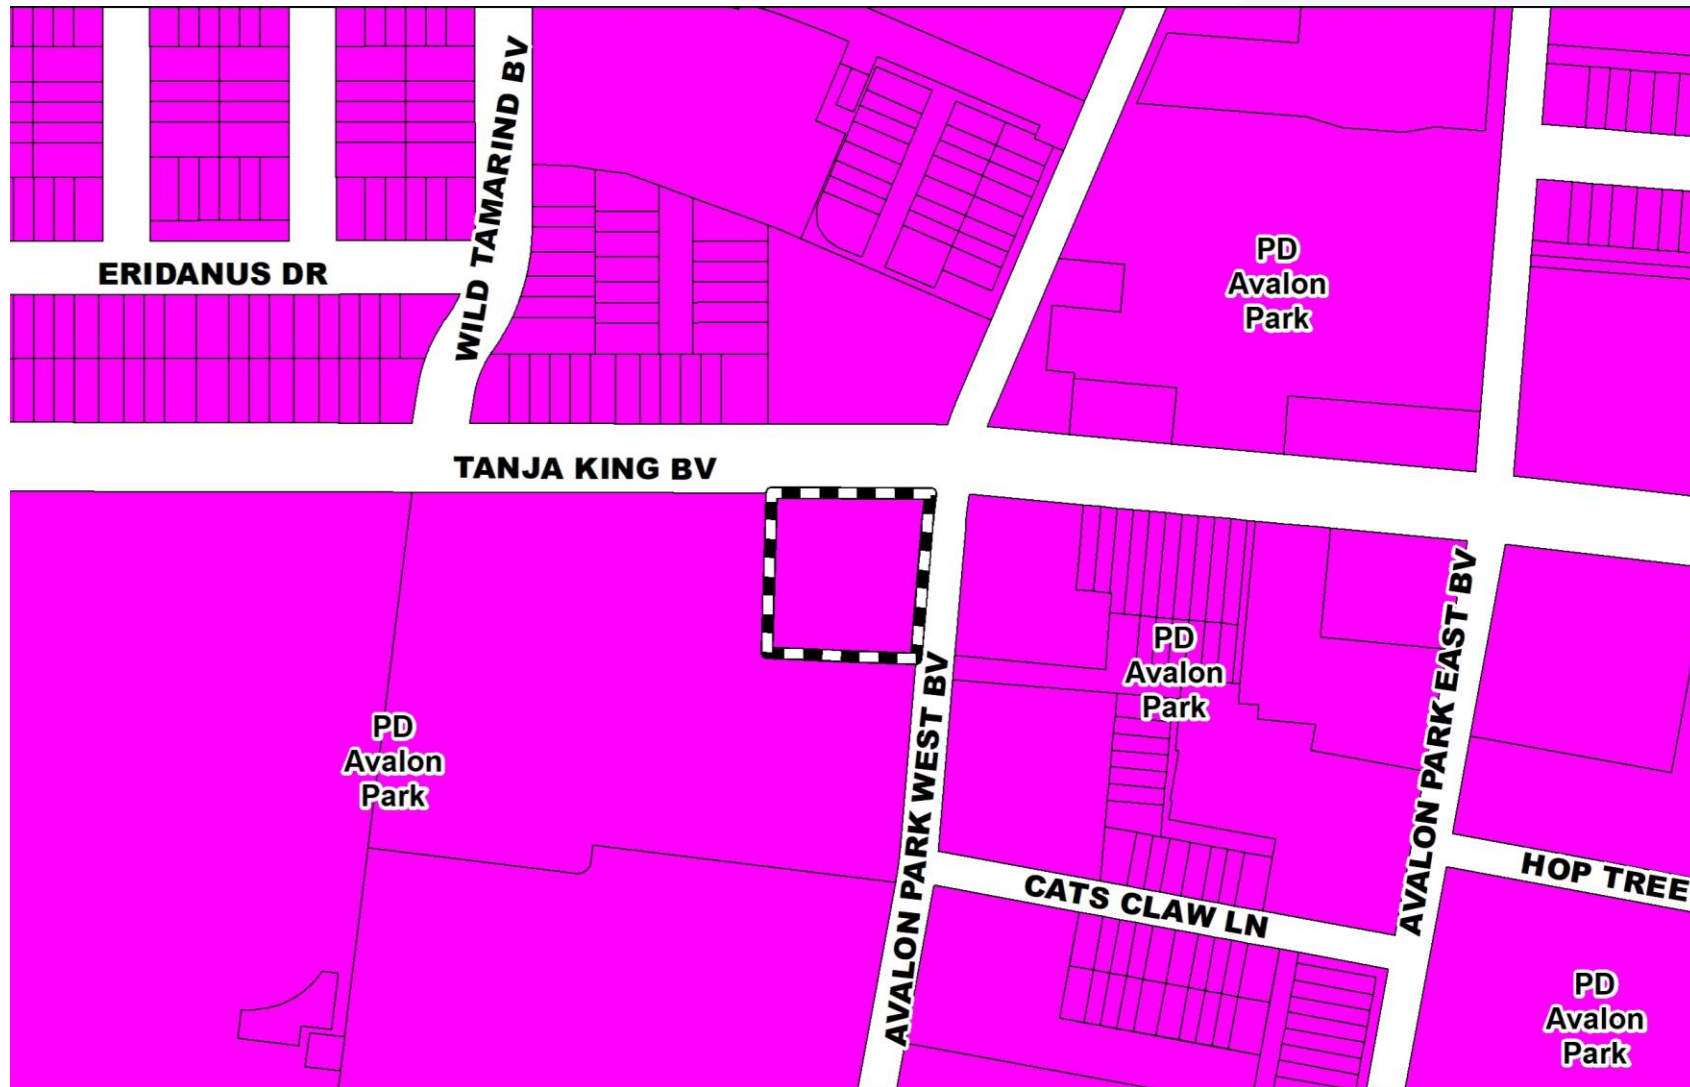 WILD TAMARIND BV
ERIDANUS DR
PD
Avalon
Park
TANJA KING BV
PD
Avalon
Park
AVALON PARK EAST BV
PD
Avalon
Park
AVALON PARK WEST BV
CATS CLAW LN
HOP TREE
PD
Avalon
Park